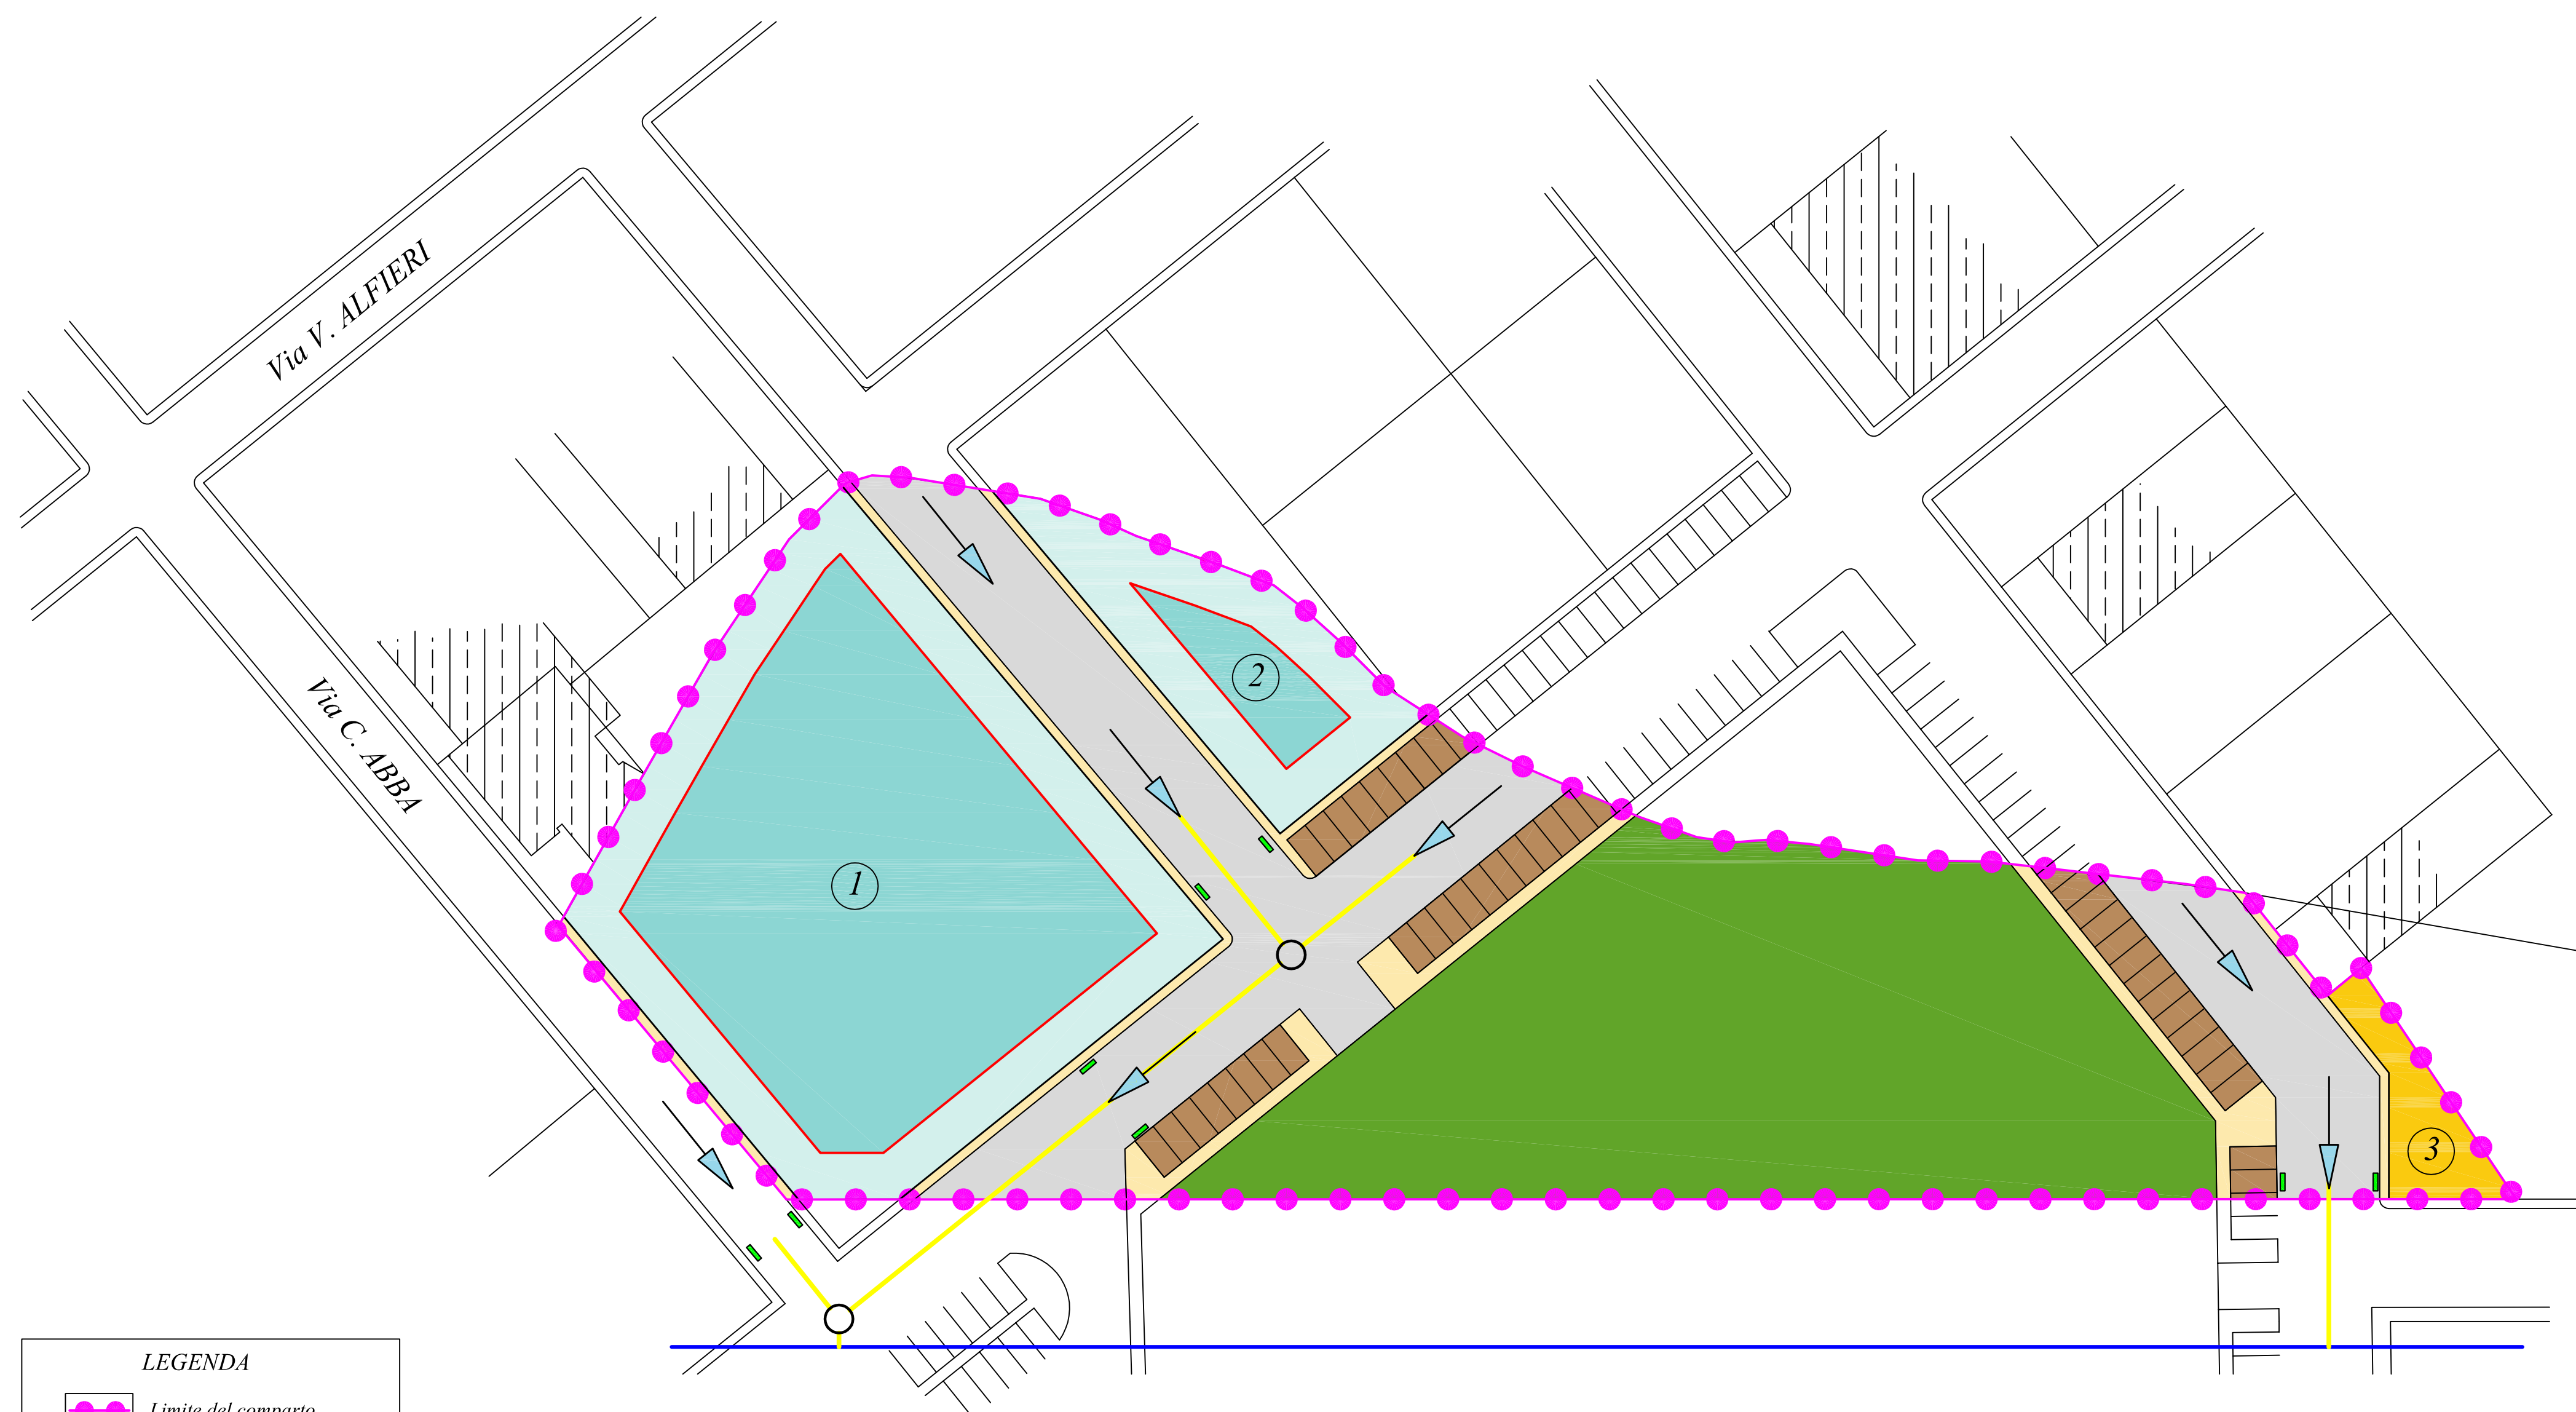 Via V. ALFIERI
Via C. ABBA
1
2
3
LEGENDA
Limite del comparto